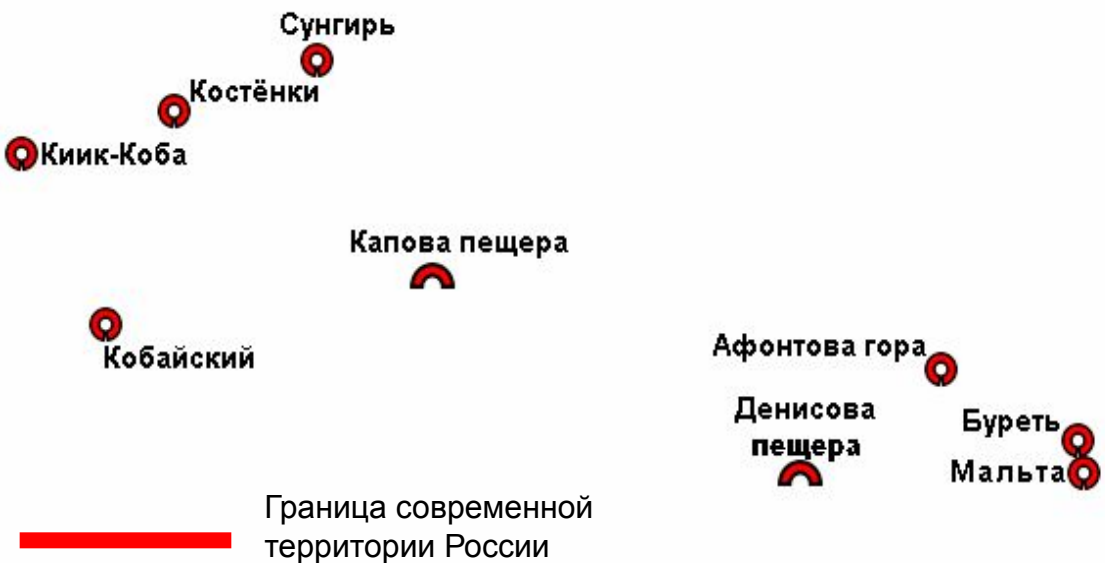 Сунгирь
Костёнки
Киик-Коба
Капова пещера
Кобайский
Афонтова гора
Денисова
пещера
Буреть
Мальта
Граница современной
территории России